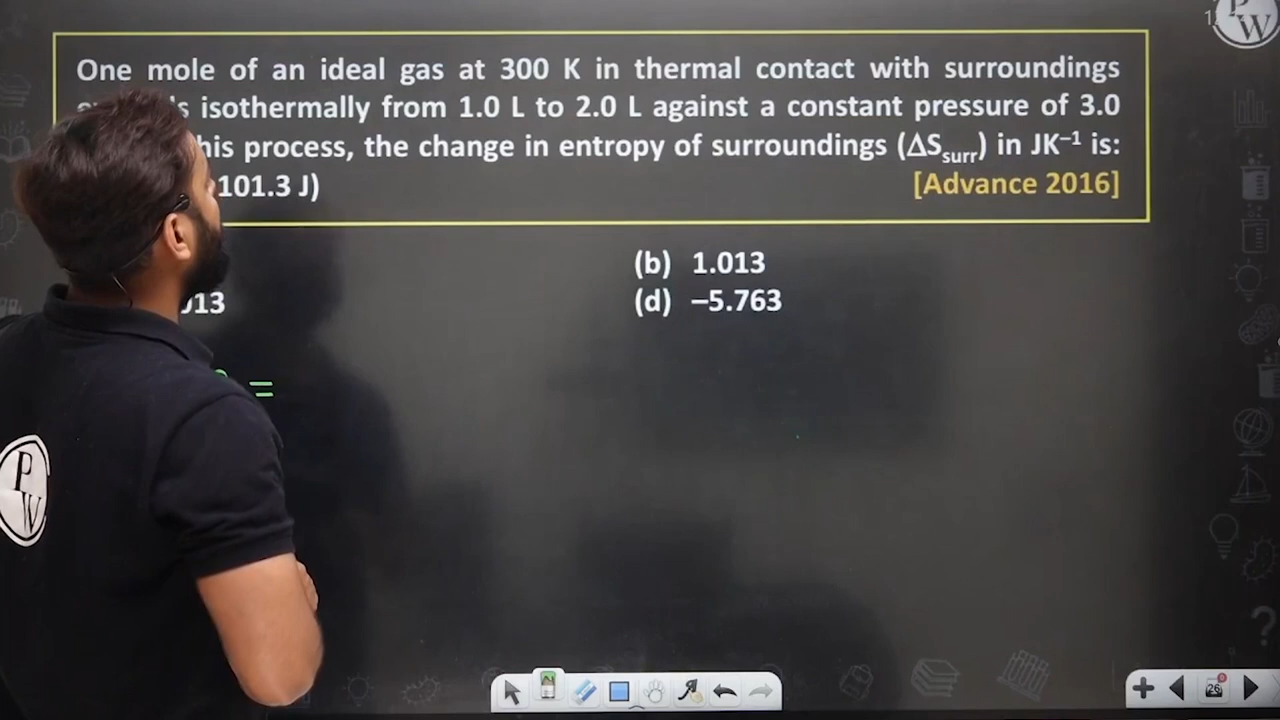 One mole of an ideal gas at 300 K in thermal contact with surroundings
isothermally from 1.0 L to 2.0 L against a constant pressure of 3.0
his process, the change in entropy of surroundings (ΔSsurr) in JK–1 is:
101.3 J) [Advance 2016]
(b) 1.013
013 (d) –5.763
=
P
W
P
W
26